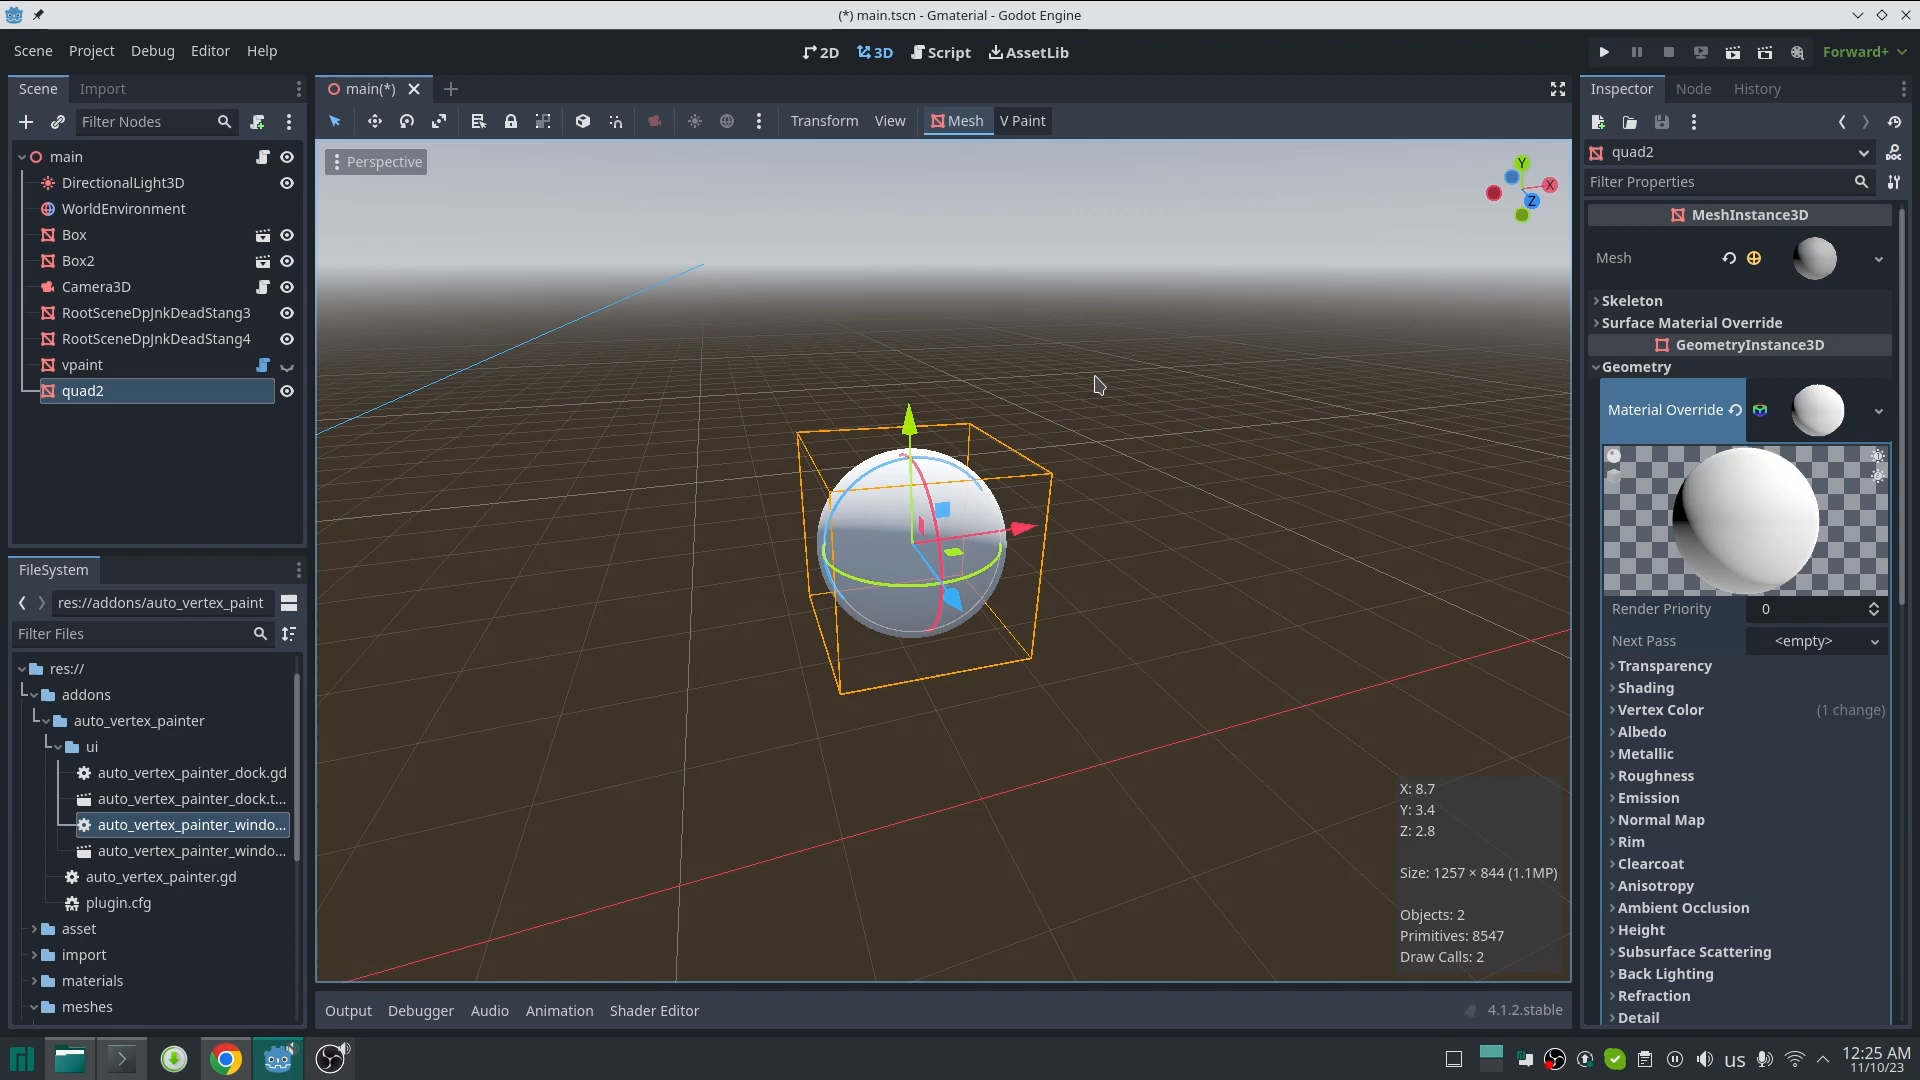 (*) main.tscn - Gmaterial - Godot Engine
Scene Project Debug Editor Help
2D 3D Script AssetLib
Forward+
Scene Import
Filter Nodes
main
DirectionalLight3D
WorldEnvironment
Box
Box2
Camera3D
RootSceneDpJnkDeadStang3
RootSceneDpJnkDeadStang4
vpaint
quad2
FileSystem
res://addons/auto_vertex_paint
Filter Files
res://
addons
auto_vertex_painter
ui
auto_vertex_painter_dock.gd
auto_vertex_painter_dock.t...
auto_vertex_painter_windo...
auto_vertex_painter_windo...
auto_vertex_painter.gd
plugin.cfg
asset
import
materials
meshes
main(*)
Transform View Mesh V Paint
Perspective
Y
X
Z
X: 8.7
Y: 3.4
Z: 2.8
Size: 1257 × 844 (1.1MP)
Objects: 2
Primitives: 8547
Draw Calls: 2
Output Debugger Audio Animation Shader Editor
4.1.2.stable
Inspector Node History
quad2
Filter Properties
MeshInstance3D
Mesh
Skeleton
Surface Material Override
GeometryInstance3D
Geometry
Material Override
Render Priority 0
Next Pass <empty>
Transparency
Shading
Vertex Color (1 change)
Albedo
Metallic
Roughness
Emission
Normal Map
Rim
Clearcoat
Anisotropy
Ambient Occlusion
Height
Subsurface Scattering
Back Lighting
Refraction
Detail
us
12:25 AM
11/10/23